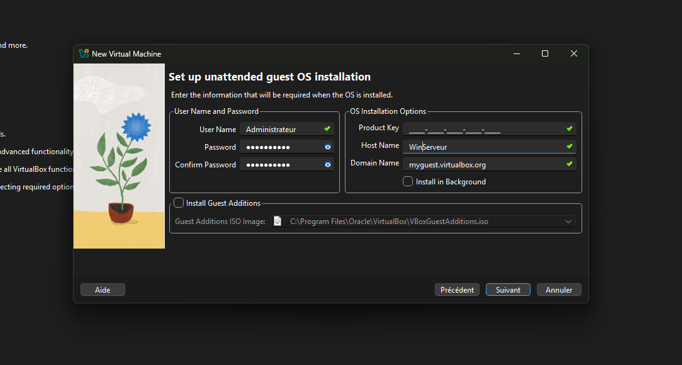 nd more.
New Virtual Machine
Set up unattended guest OS installation
Enter the information that will be required when the OS is installed.
User Name and Password
User Name Administrateur
Password ••••••••••
Confirm Password ••••••••••
OS Installation Options
Product Key _____-_____-_____-_____-_____
Host Name WinServeur
Domain Name myguest.virtualbox.org
Install in Background
ls.
advanced functionality
e all VirtualBox functio
ecting required option
Install Guest Additions
Guest Additions ISO Image: C:\Program Files\Oracle\VirtualBox\VBoxGuestAdditions.iso
Aide
Précédent
Suivant
Annuler